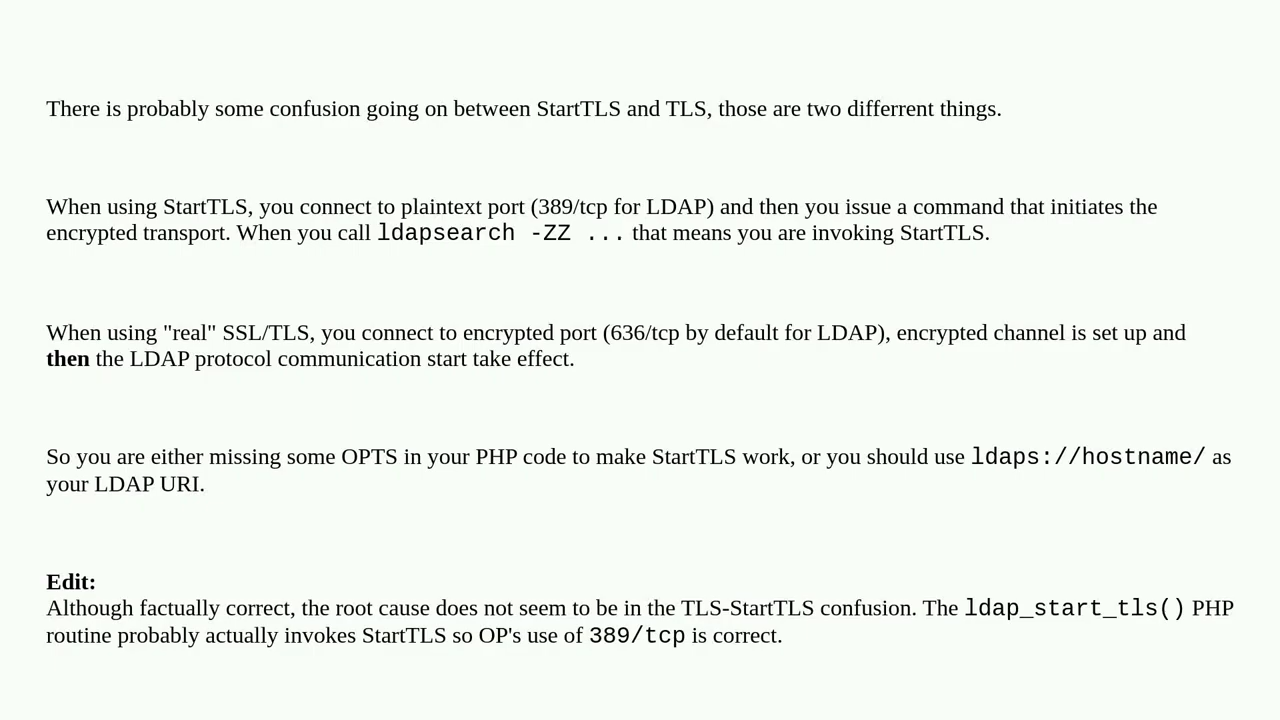 There is probably some confusion going on between StartTLS and TLS, those are two differrent things.
When using StartTLS, you connect to plaintext port (389/tcp for LDAP) and then you issue a command that initiates the
encrypted transport. When you call ldapsearch -ZZ ... that means you are invoking StartTLS.
When using "real" SSL/TLS, you connect to encrypted port (636/tcp by default for LDAP), encrypted channel is set up and
then the LDAP protocol communication start take effect.
So you are either missing some OPTS in your PHP code to make StartTLS work, or you should use ldaps://hostname/ as
your LDAP URI.
Edit:
Although factually correct, the root cause does not seem to be in the TLS-StartTLS confusion. The ldap_start_tls() PHP
routine probably actually invokes StartTLS so OP's use of 389/tcp is correct.